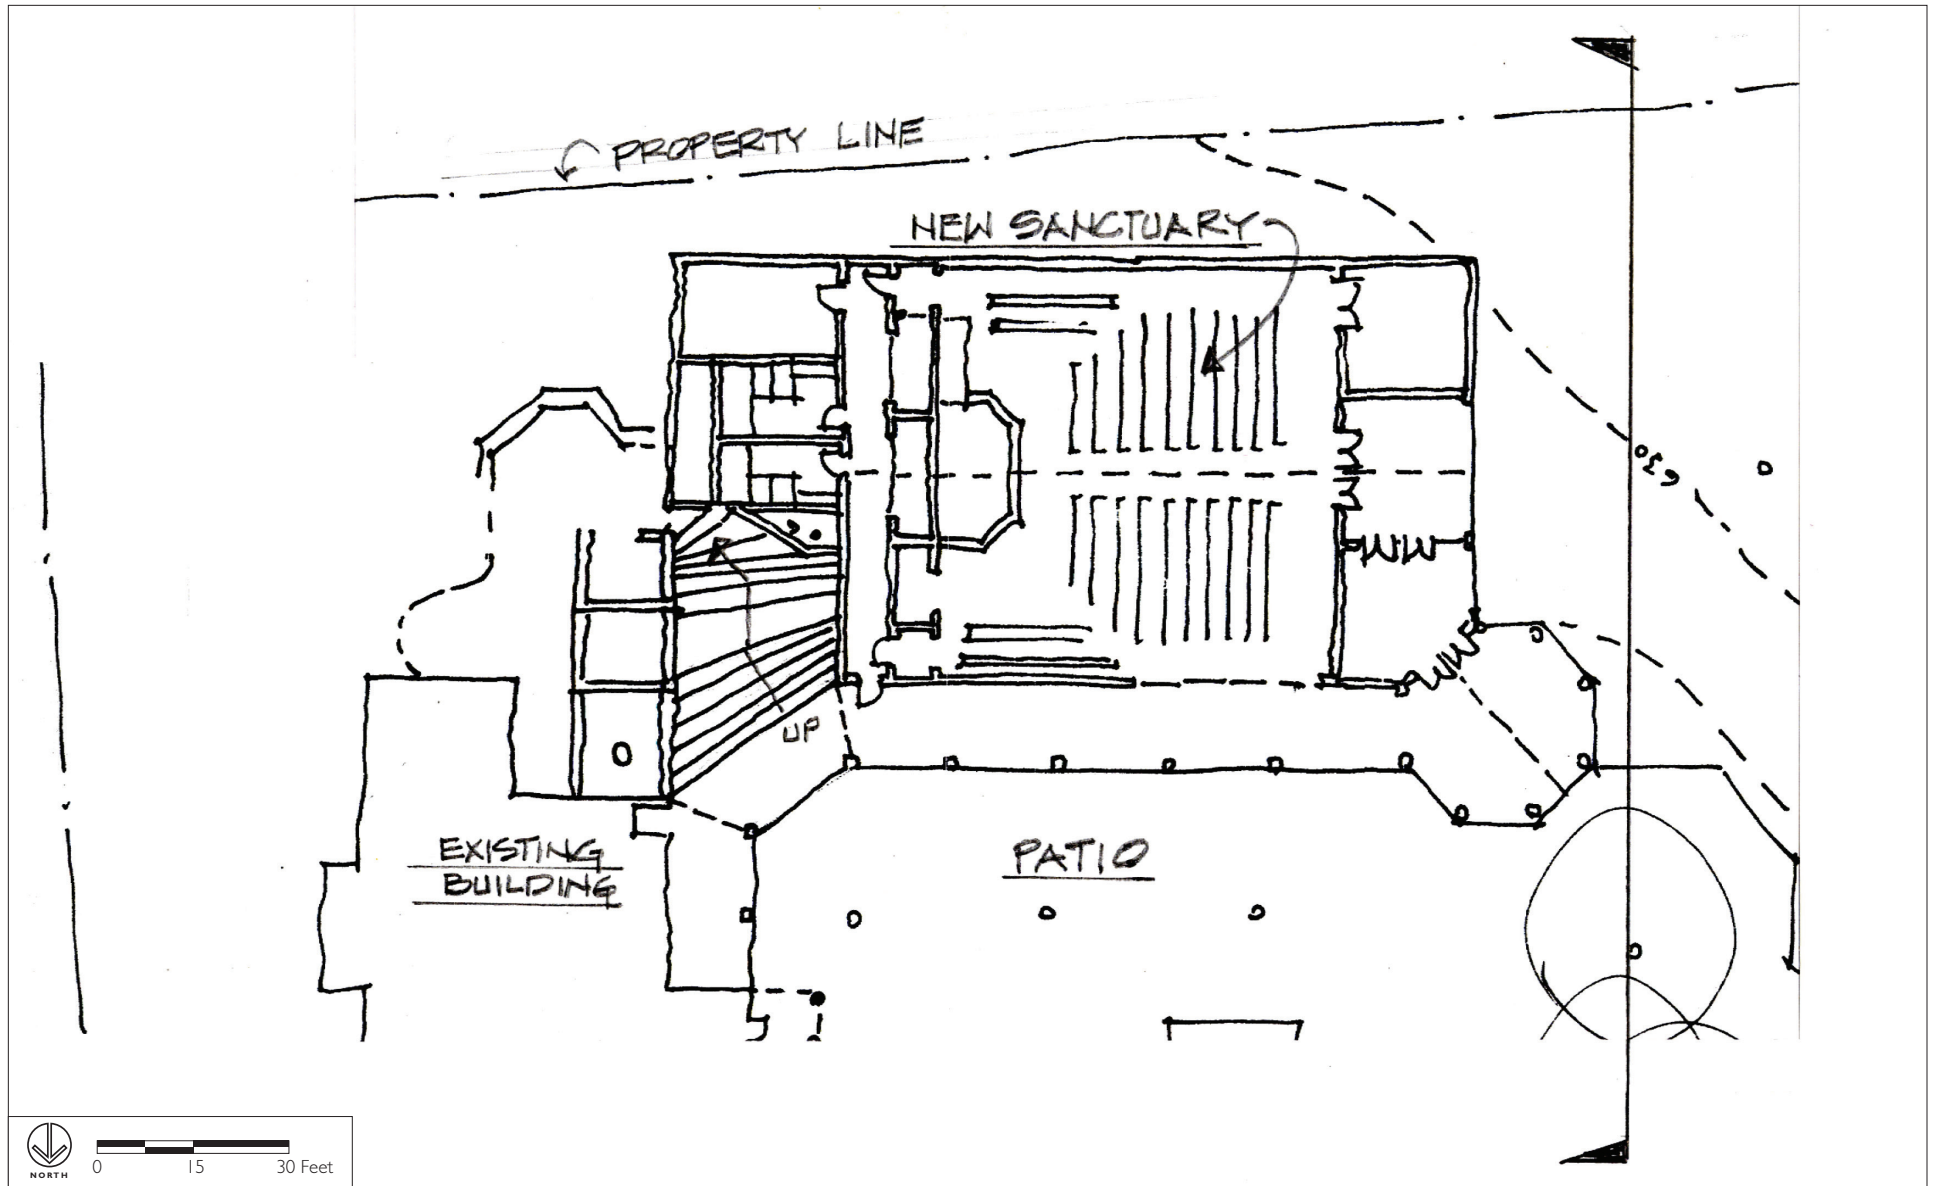 PROPERTY LINE
NEW SANCTUARY
630
UP
EXISTING
BUILDING
PATIO
NORTH
0 15 30 Feet